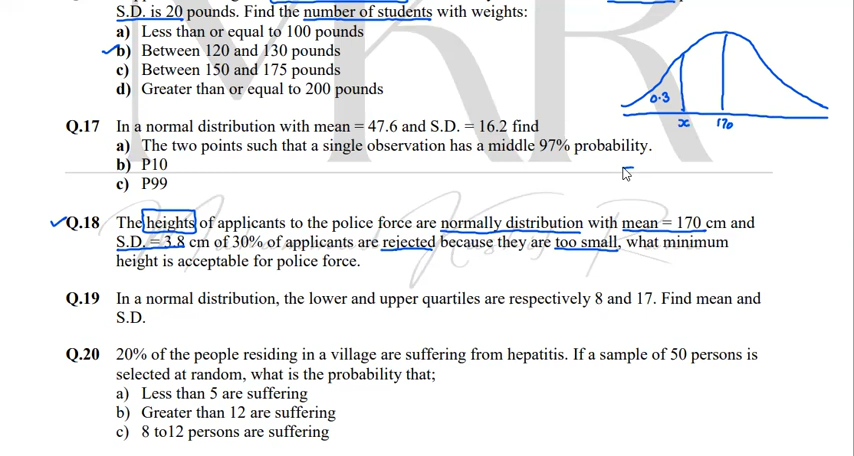 S.D. is 20 pounds. Find the number of students with weights:
a) Less than or equal to 100 pounds
b) Between 120 and 130 pounds
c) Between 150 and 175 pounds
d) Greater than or equal to 200 pounds
0.3
x 170
Q.17 In a normal distribution with mean = 47.6 and S.D. = 16.2 find
a) The two points such that a single observation has a middle 97% probability.
b) P10
c) P99
Q.18 The heights of applicants to the police force are normally distribution with mean = 170 cm and
S.D. = 3.8 cm of 30% of applicants are rejected because they are too small, what minimum
height is acceptable for police force.
Q.19 In a normal distribution, the lower and upper quartiles are respectively 8 and 17. Find mean and
S.D.
Q.20 20% of the people residing in a village are suffering from hepatitis. If a sample of 50 persons is
selected at random, what is the probability that;
a) Less than 5 are suffering
b) Greater than 12 are suffering
c) 8 to12 persons are suffering